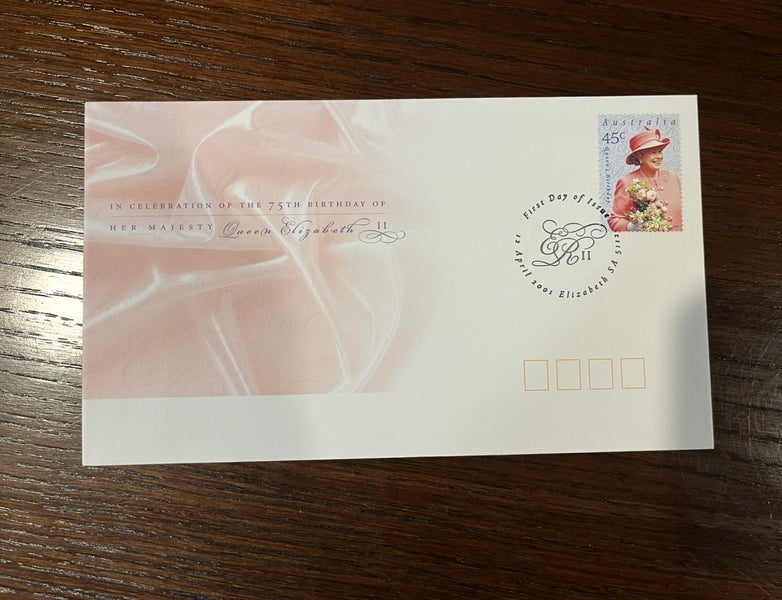 IN CELEBRATION OF THE 75TH BIRTHDAY OF
HER MAJESTY Queen Elizabeth II
Australia
45c
First Day of Issue
ER II
12 April 2001 Elizabeth SA 5112